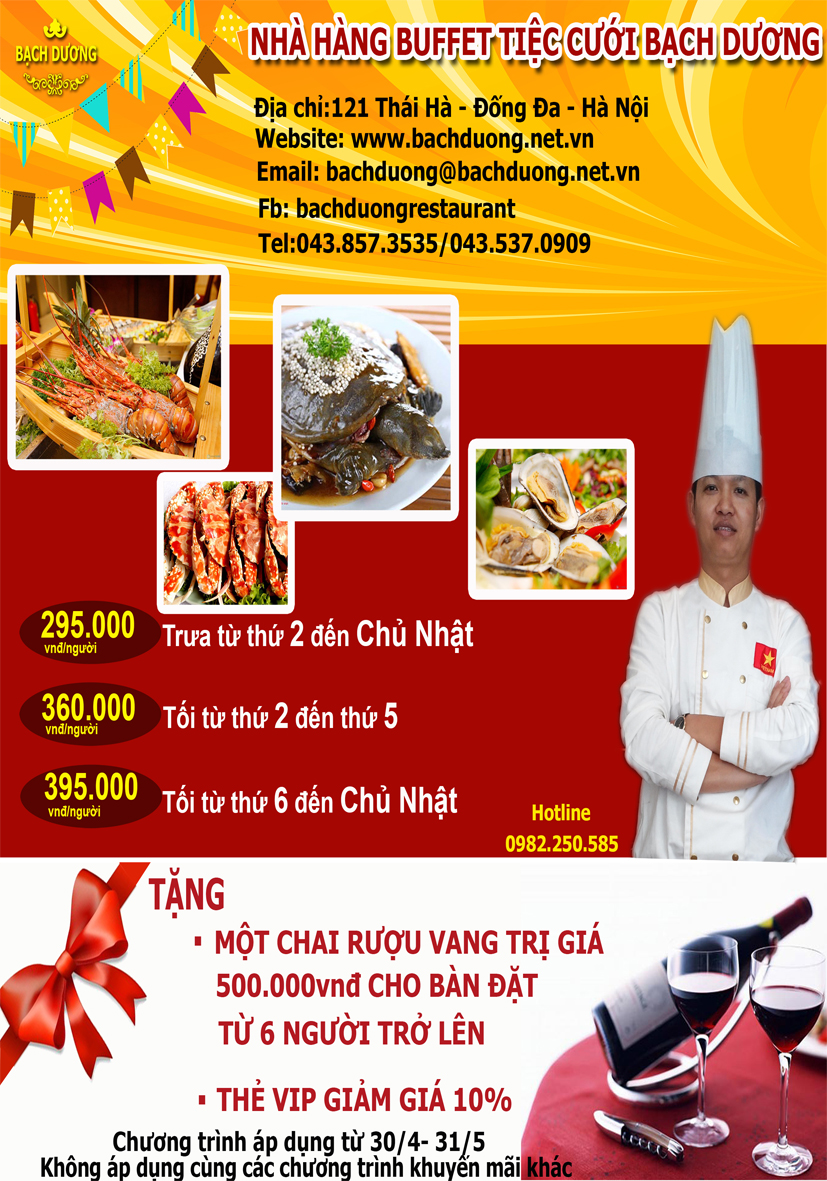 BẠCH DƯƠNG
NHÀ HÀNG BUFFET TIỆC CƯỚI BẠCH DƯƠNG
Địa chỉ:121 Thái Hà - Đống Đa - Hà Nội
Website: www.bachduong.net.vn
Email: bachduong@bachduong.net.vn
Fb: bachduongrestaurant
Tel:043.857.3535/043.537.0909
295.000
vnđ/người
Trưa từ thứ 2 đến Chủ Nhật
360.000
vnđ/người
Tối từ thứ 2 đến thứ 5
395.000
vnđ/người
Tối từ thứ 6 đến Chủ Nhật
Hotline
0982.250.585
TẶNG
▪ MỘT CHAI RƯỢU VANG TRỊ GIÁ
500.000vnđ CHO BÀN ĐẶT
TỪ 6 NGƯỜI TRỞ LÊN
▪ THẺ VIP GIẢM GIÁ 10%
Chương trình áp dụng từ 30/4- 31/5
Không áp dụng cùng các chương trình khuyến mãi khác